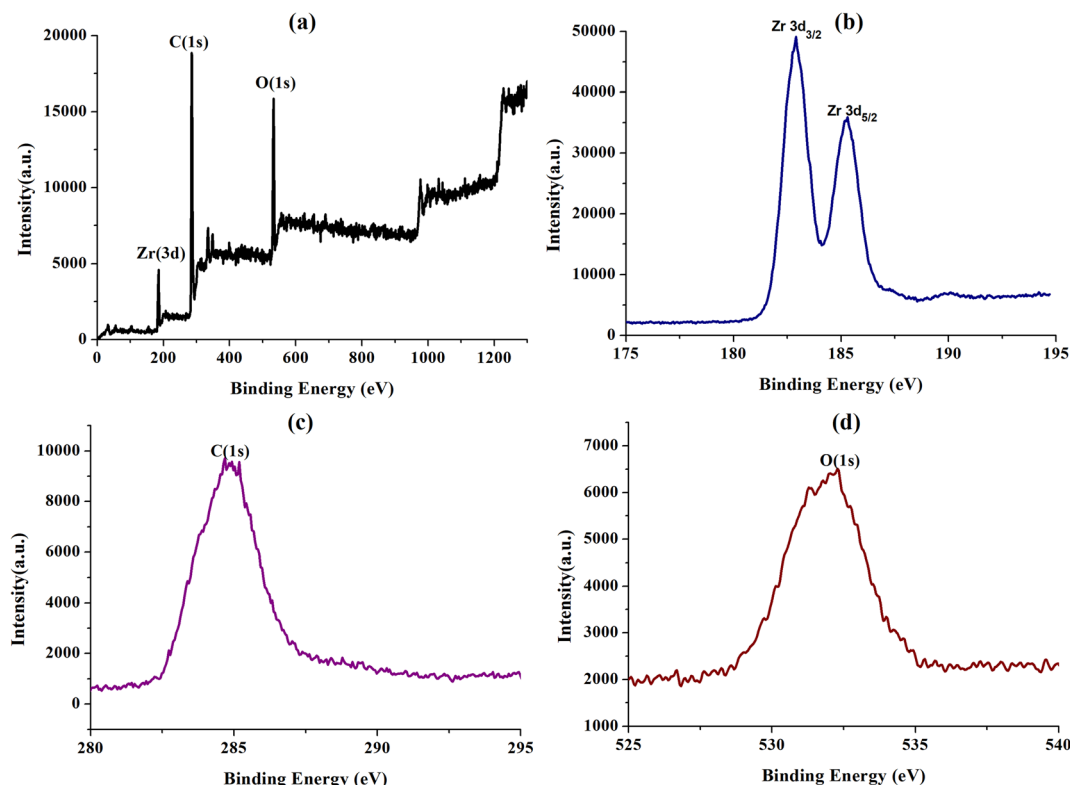 (a)
C(1s)
O(1s)
Zr(3d)
Intensity(a.u.)
20000
15000
10000
5000
0
0 200 400 600 800 1000 1200
Binding Energy (eV)
(b)
Zr 3d3/2
Zr 3d5/2
Intensity(a.u.)
50000
40000
30000
20000
10000
0
175 180 185 190 195
Binding Energy (eV)
(c)
C(1s)
Intensity(a.u.)
10000
8000
6000
4000
2000
0
280 285 290 295
Binding Energy (eV)
(d)
O(1s)
Intensity(a.u.)
7000
6000
5000
4000
3000
2000
1000
525 530 535 540
Binding Energy (eV)